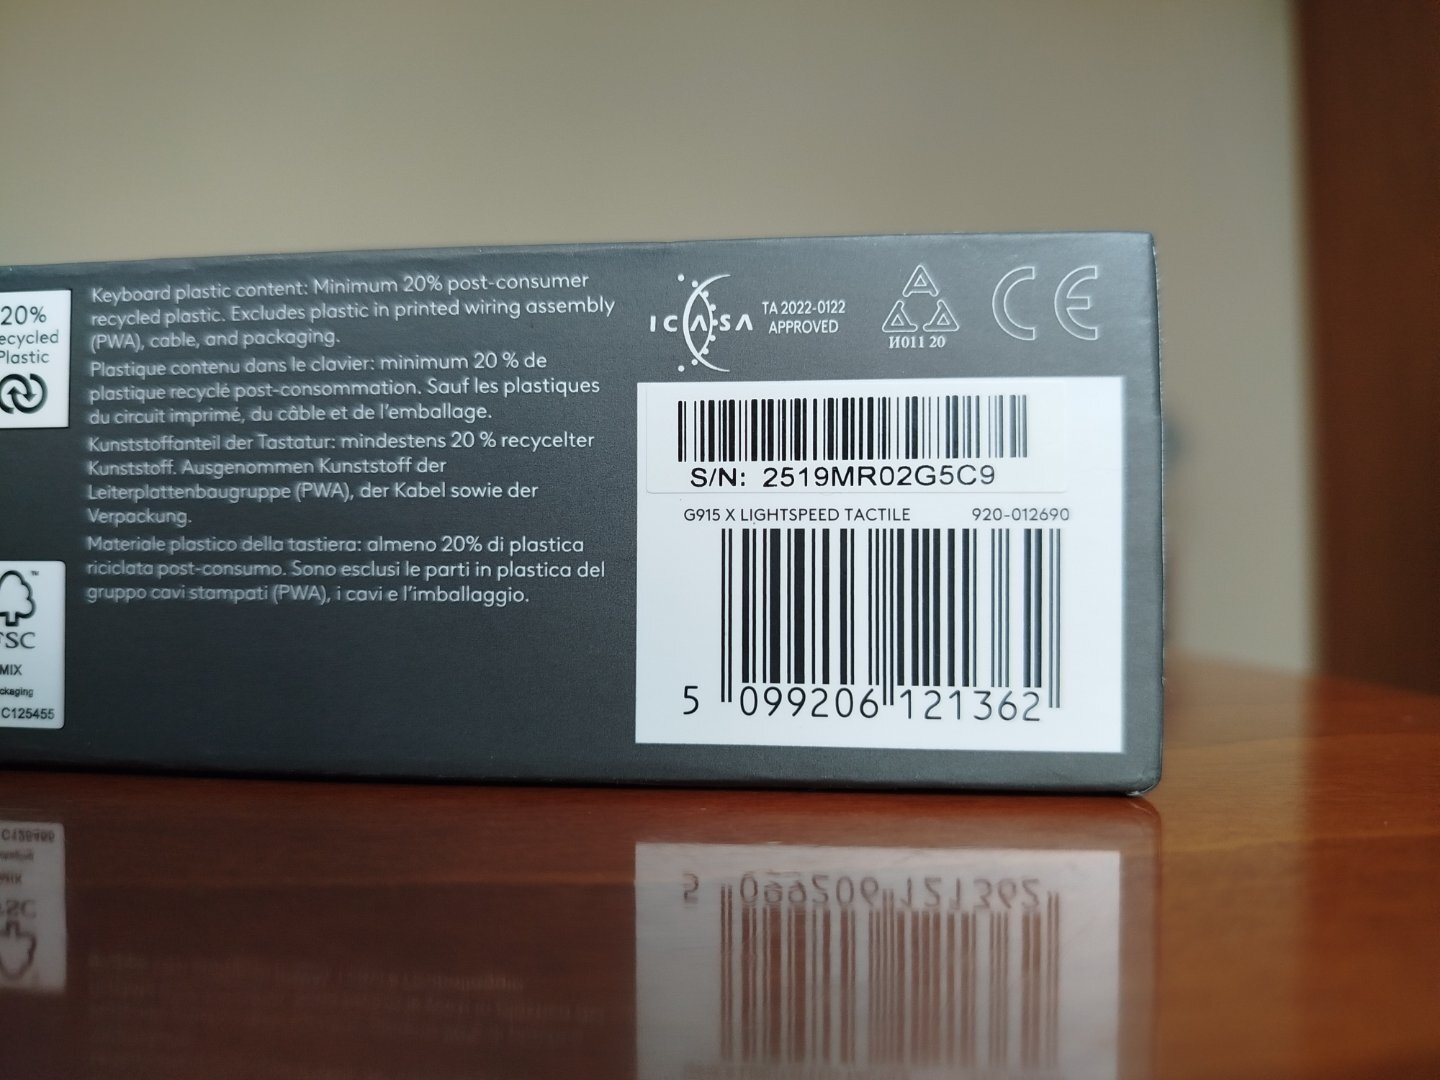 20%
ecycled
Plastic
Keyboard plastic content: Minimum 20% post-consumer
recycled plastic. Excludes plastic in printed wiring assembly
(PWA), cable, and packaging.
Plastique contenu dans le clavier: minimum 20 % de
plastique recyclé post-consommation. Sauf les plastiques
du circuit imprimé, du câble et de l'emballage.
Kunststoffanteil der Tastatur: mindestens 20 % recycelter
Kunststoff. Ausgenommen Kunststoff der
Leiterplattenbaugruppe (PWA), der Kabel sowie der
Verpackung.
Materiale plastico della tastiera: almeno 20% di plastica
riciclata post-consumo. Sono esclusi le parti in plastica del
gruppo cavi stampati (PWA), i cavi e l'imballaggio.
FSC
™
MIX
ckaging
C125455
ICASA
TA 2022-0122
APPROVED
И011 20
CE
S/N: 2519MR02G5C9
G915 X LIGHTSPEED TACTILE 920-012690
5 099206 121362